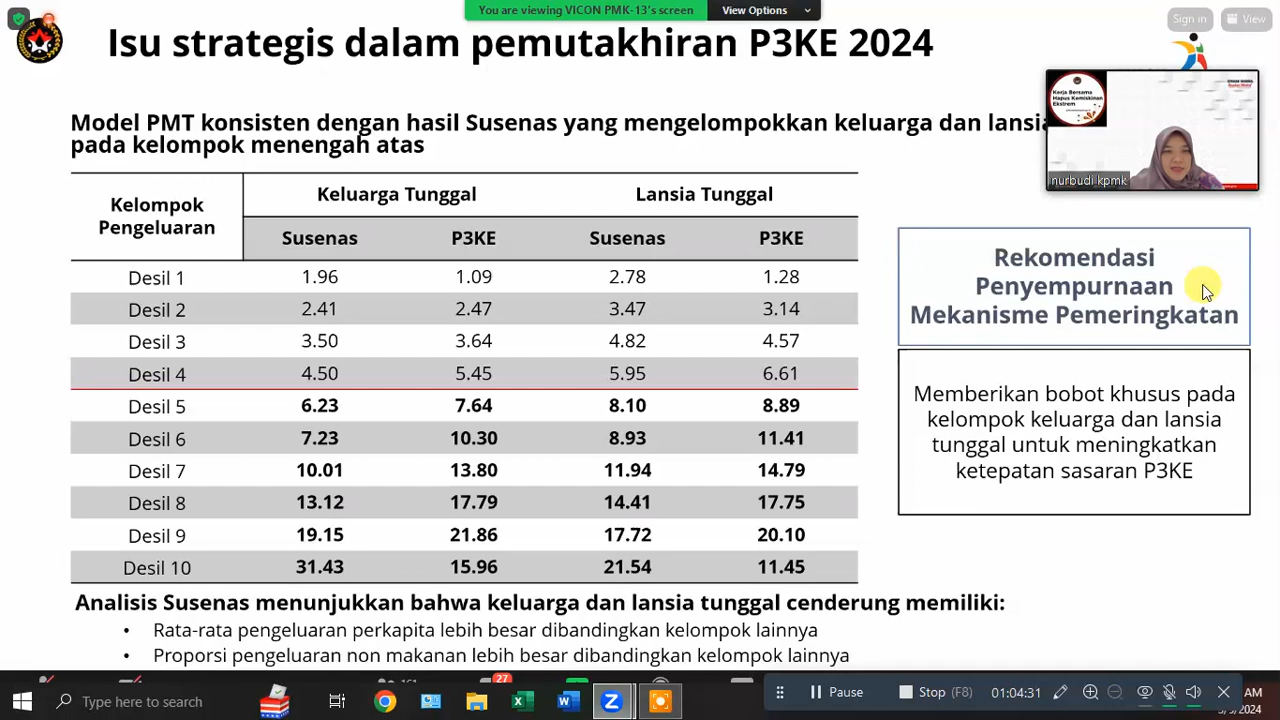 You are viewing VICON PMK-13's screen
View Options
Sign in
View
Isu strategis dalam pemutakhiran P3KE 2024
Model PMT konsisten dengan hasil Susenas yang mengelompokkan keluarga dan lansia
pada kelompok menengah atas
Kerja Bersama
Hapus Kemiskinan
Ekstrem
nurbudi kpmk
Kelompok Pengeluaran Keluarga Tunggal Lansia Tunggal
Susenas P3KE Susenas P3KE
Desil 1 1.96 1.09 2.78 1.28
Desil 2 2.41 2.47 3.47 3.14
Desil 3 3.50 3.64 4.82 4.57
Desil 4 4.50 5.45 5.95 6.61
Desil 5 6.23 7.64 8.10 8.89
Desil 6 7.23 10.30 8.93 11.41
Desil 7 10.01 13.80 11.94 14.79
Desil 8 13.12 17.79 14.41 17.75
Desil 9 19.15 21.86 17.72 20.10
Desil 10 31.43 15.96 21.54 11.45
Rekomendasi
Penyempurnaan
Mekanisme Pemeringkatan
Memberikan bobot khusus pada
kelompok keluarga dan lansia
tunggal untuk meningkatkan
ketepatan sasaran P3KE
Analisis Susenas menunjukkan bahwa keluarga dan lansia tunggal cenderung memiliki:
• Rata-rata pengeluaran perkapita lebih besar dibandingkan kelompok lainnya
• Proporsi pengeluaran non makanan lebih besar dibandingkan kelompok lainnya
Type here to search
27
Pause
Stop (F8)
01:04:31
AM